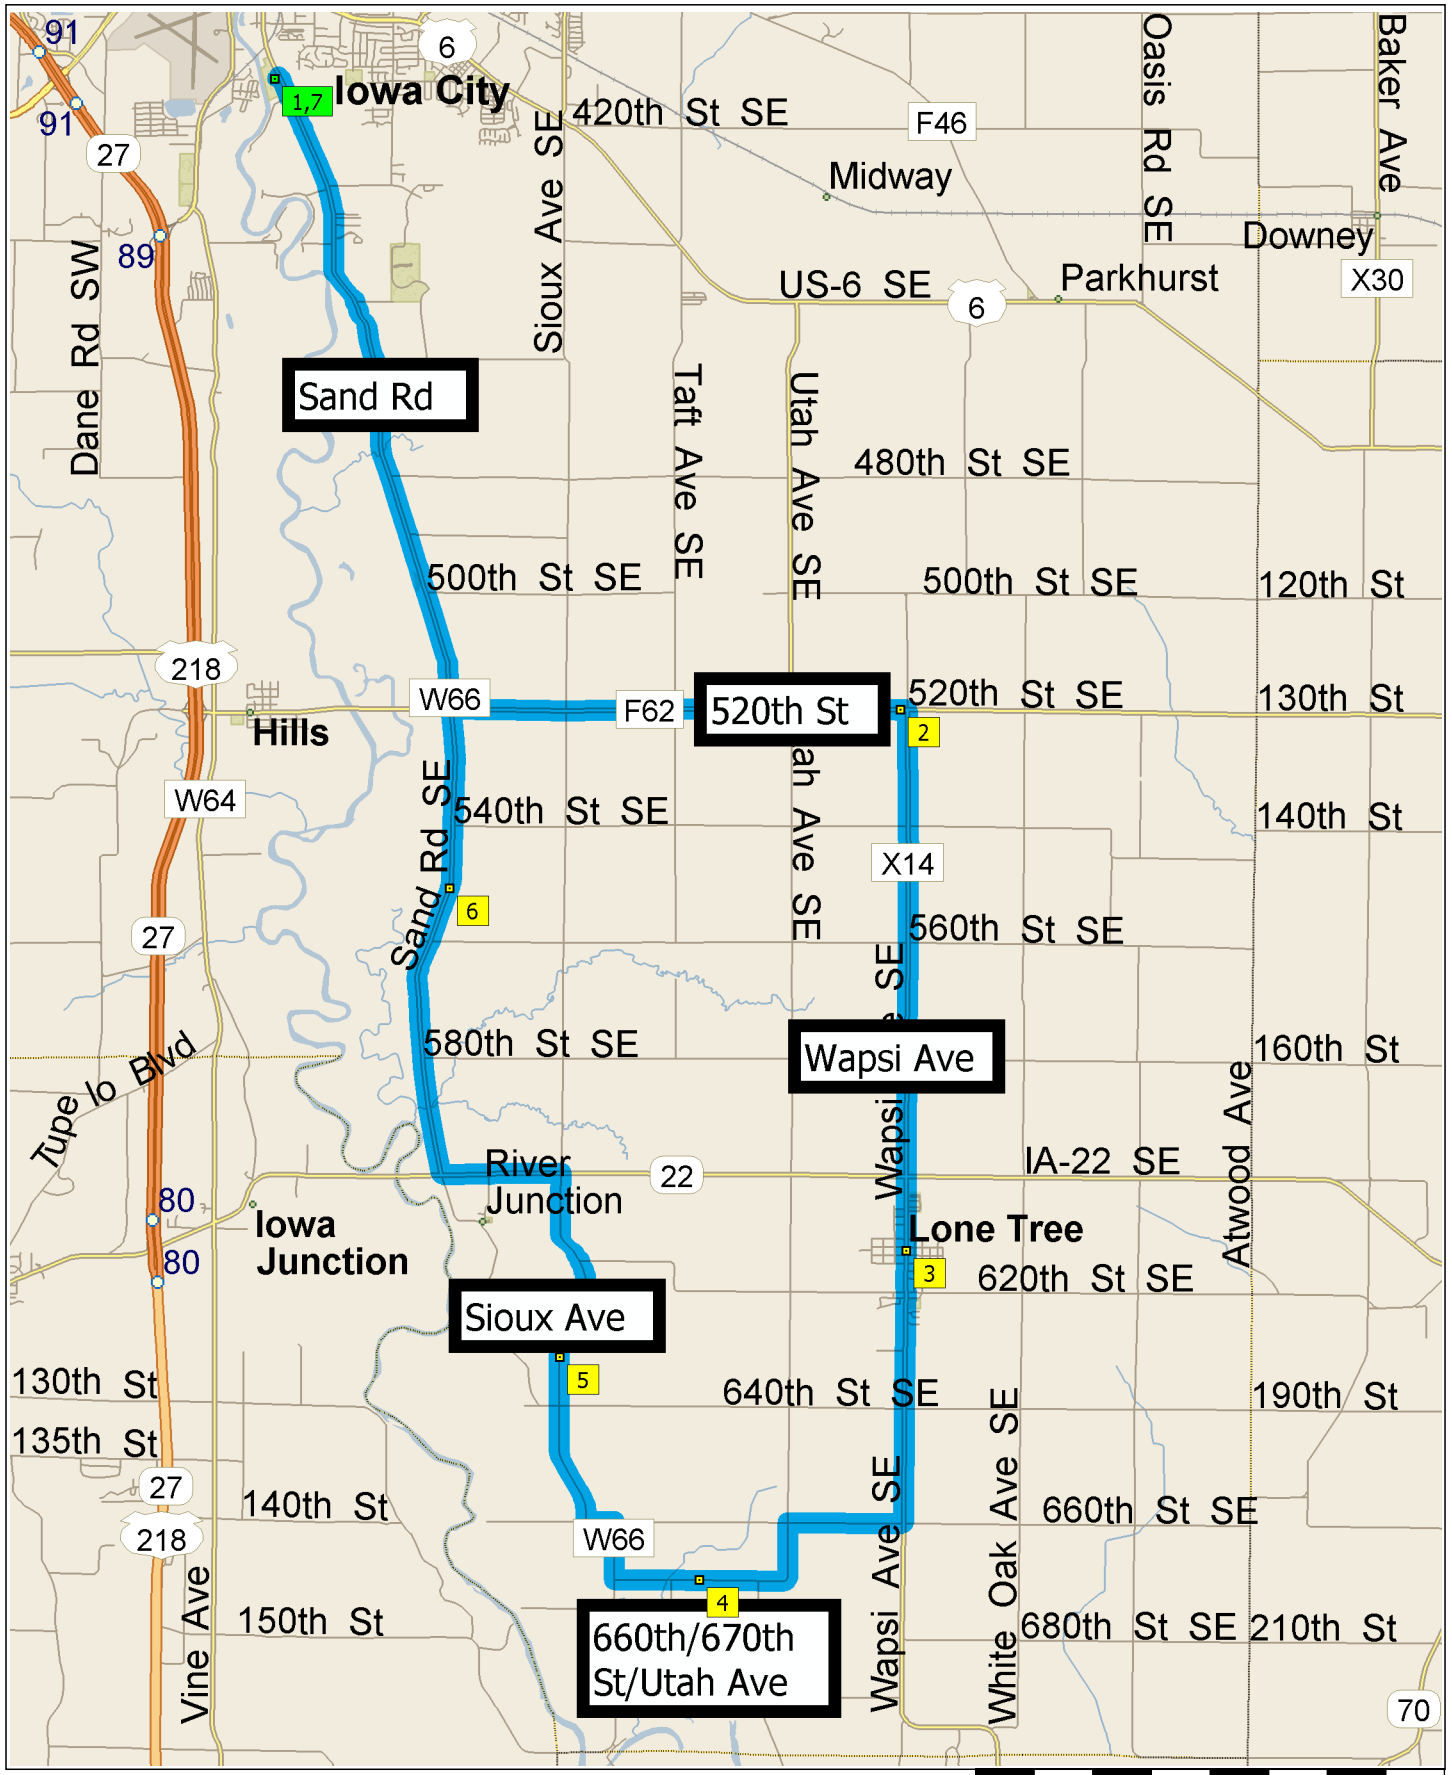 91
6
Oasis Rd SE
Baker Ave
1,7
Iowa City
91
420th St SE
F46
27
Sioux Ave SE
Midway
89
Dane Rd SW
Downey
US-6 SE
6
Parkhurst
X30
Sand Rd
Taft Ave SE
Utah Ave SE
480th St SE
500th St SE
500th St SE
120th St
218
W66
F62
520th St
520th St SE
130th St
2
Hills
W64
Sand Rd SE
540th St SE
ah Ave SE
140th St
X14
6
27
560th St SE
580th St SE
Wapsi Ave
160th St
Tupe lo Blvd
Wapsi e SE
Atwood Ave
River
Junction
22
IA-22 SE
80
Iowa
Junction
Lone Tree
80
3
620th St SE
Sioux Ave
5
130th St
640th St SE
190th St
135th St
White Oak Ave SE
27
140th St
Wapsi Ave SE
660th St SE
218
W66
Vine Ave
4
150th St
660th/670th
St/Utah Ave
680th St SE
210th St
70